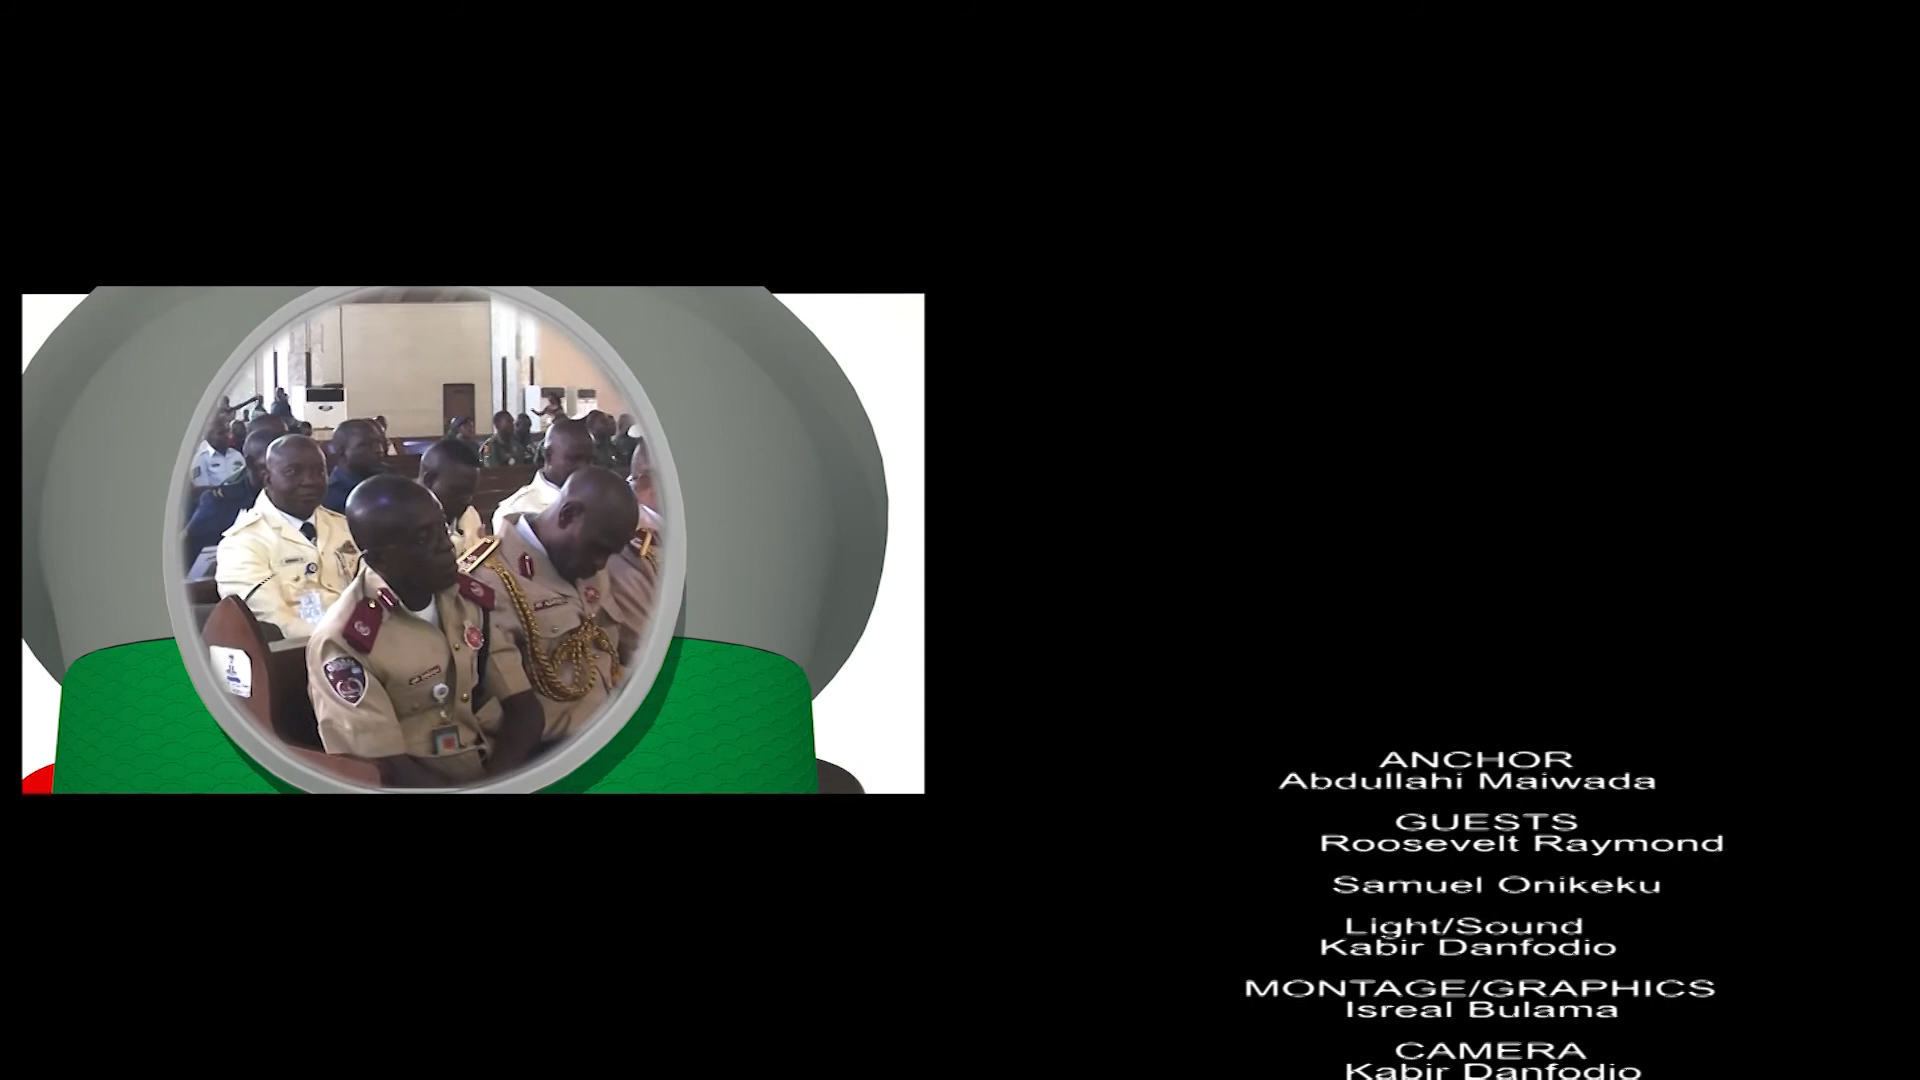 ANCHOR
Abdullahi Maiwada
GUESTS
Roosevelt Raymond
Samuel Onikeku
Light/Sound
Kabir Danfodio
MONTAGE/GRAPHICS
Isreal Bulama
CAMERA
Kabir Danfodio